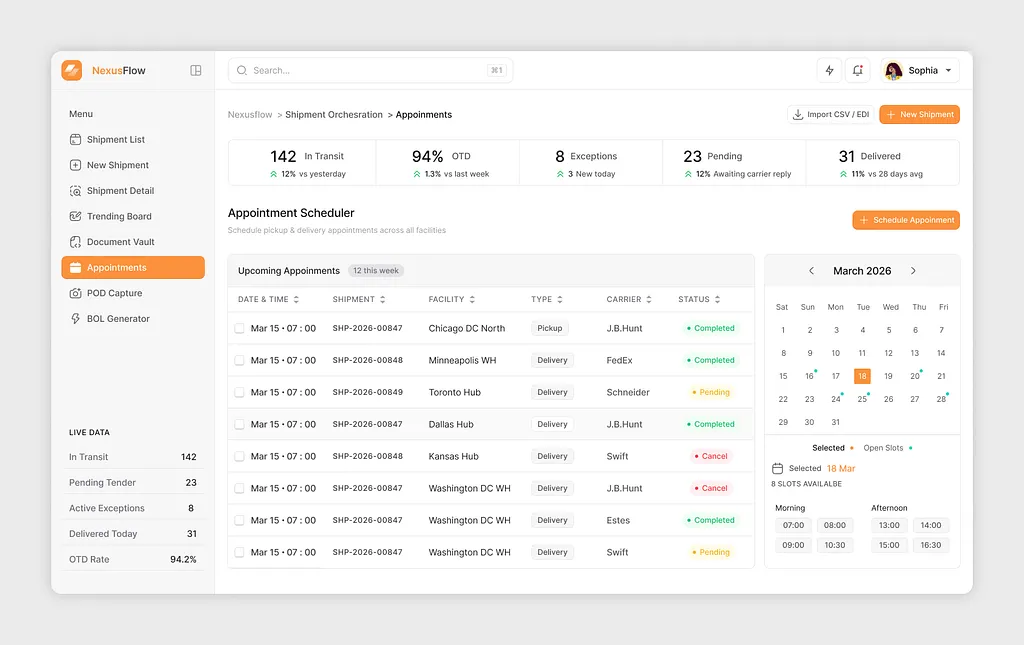 NexusFlow
Search...
⌘1
Sophia
Menu
Shipment List
New Shipment
Shipment Detail
Trending Board
Document Vault
Appointments
POD Capture
BOL Generator
LIVE DATA
In Transit 142
Pending Tender 23
Active Exceptions 8
Delivered Today 31
OTD Rate 94.2%
Nexusflow > Shipment Orchesration > Appoinments
Import CSV / EDI
New Shipment
142 In Transit
12% vs yesterday
94% OTD
1.3% vs last week
8 Exceptions
3 New today
23 Pending
12% Awaiting carrier reply
31 Delivered
11% vs 28 days avg
Appointment Scheduler
Schedule pickup & delivery appointments across all facilities
Schedule Appoinment
Upcoming Appoinments 12 this week
DATE & TIME SHIPMENT FACILITY TYPE CARRIER STATUS
Mar 15 • 07 : 00 SHP-2026-00847 Chicago DC North Pickup J.B.Hunt Completed
Mar 15 • 07 : 00 SHP-2026-00848 Minneapolis WH Delivery FedEx Completed
Mar 15 • 07 : 00 SHP-2026-00849 Toronto Hub Delivery Schneider Pending
Mar 15 • 07 : 00 SHP-2026-00847 Dallas Hub Delivery J.B.Hunt Completed
Mar 15 • 07 : 00 SHP-2026-00848 Kansas Hub Delivery Swift Cancel
Mar 15 • 07 : 00 SHP-2026-00847 Washington DC WH Delivery J.B.Hunt Cancel
Mar 15 • 07 : 00 SHP-2026-00847 Washington DC WH Delivery Estes Completed
Mar 15 • 07 : 00 SHP-2026-00847 Washington DC WH Delivery Swift Pending
March 2026
Sat Sun Mon Tue Wed Thu Fri
1 2 3 4 5 6 7
8 9 10 11 12 13 14
15 16 17 18 19 20 21
22 23 24 25 26 27 28
29 30 31
Selected Open Slots
Selected 18 Mar
8 SLOTS AVAILALBE
Morning Afternoon
07:00 08:00 13:00 14:00
09:00 10:30 15:00 16:30